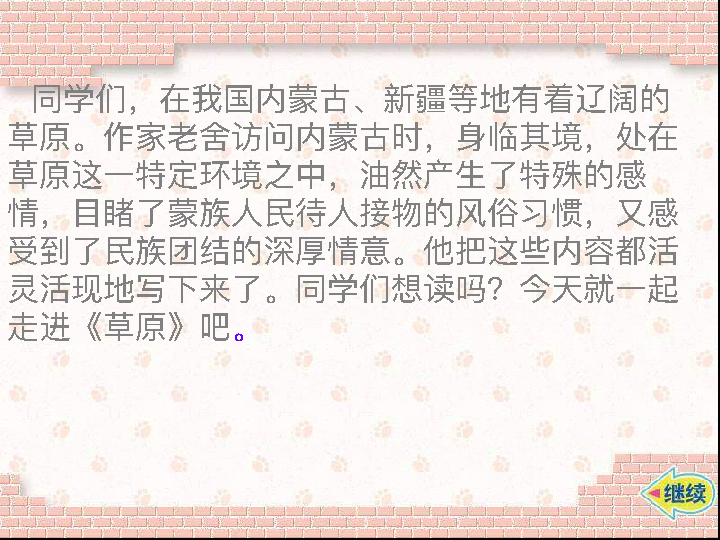 同学们，在我国内蒙古、新疆等地有着辽阔的
草原。作家老舍访问内蒙古时，身临其境，处在
草原这一特定环境之中，油然产生了特殊的感
情，目睹了蒙族人民待人接物的风俗习惯，又感
受到了民族团结的深厚情意。他把这些内容都活
灵活现地写下来了。同学们想读吗？今天就一起
走进《草原》吧。
继续